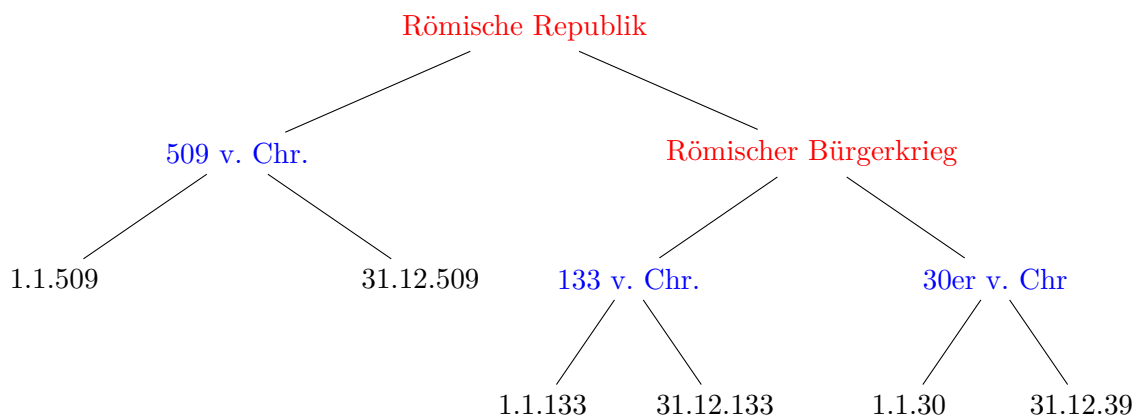 Römische Republik
509 v. Chr.
Römischer Bürgerkrieg
1.1.509
31.12.509
133 v. Chr.
30er v. Chr
1.1.133
31.12.133
1.1.30
31.12.39